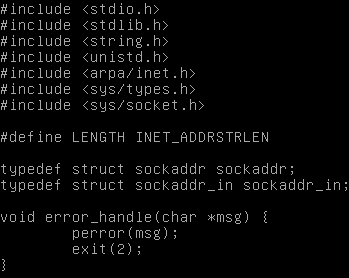 #include <stdio.h>
#include <stdlib.h>
#include <string.h>
#include <unistd.h>
#include <arpa/inet.h>
#include <sys/types.h>
#include <sys/socket.h>
#define LENGTH INET_ADDRSTRLEN
typedef struct sockaddr sockaddr;
typedef struct sockaddr_in sockaddr_in;
void error_handle(char *msg) {
        perror(msg);
        exit(2);
}